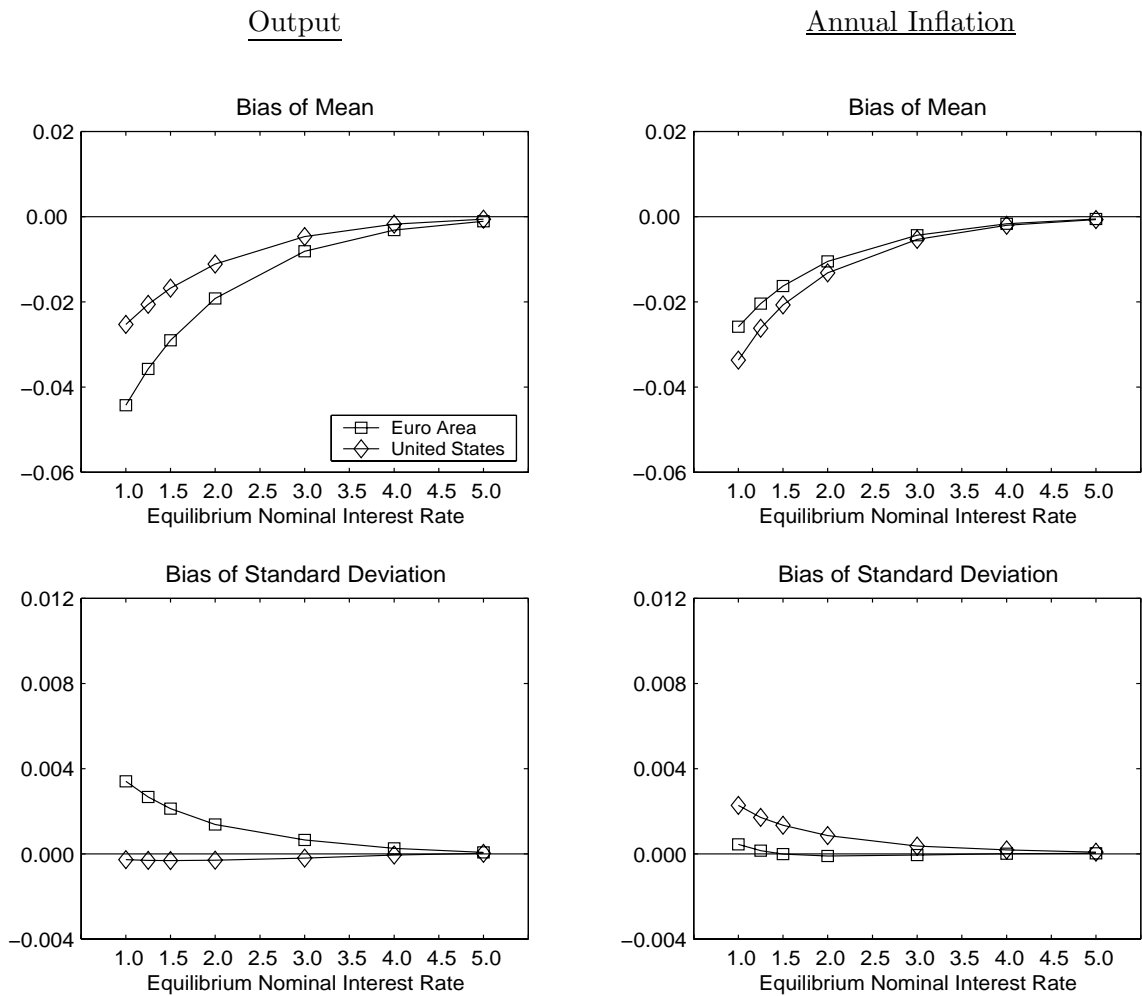 Output
Annual Inflation
Bias of Mean
0.02
0.00
−0.02
−0.04
−0.06
Euro Area
United States
1.0 1.5 2.0 2.5 3.0 3.5 4.0 4.5 5.0
Equilibrium Nominal Interest Rate
Bias of Mean
0.02
0.00
−0.02
−0.04
−0.06
1.0 1.5 2.0 2.5 3.0 3.5 4.0 4.5 5.0
Equilibrium Nominal Interest Rate
Bias of Standard Deviation
0.012
0.008
0.004
0.000
−0.004
1.0 1.5 2.0 2.5 3.0 3.5 4.0 4.5 5.0
Equilibrium Nominal Interest Rate
Bias of Standard Deviation
0.012
0.008
0.004
0.000
−0.004
1.0 1.5 2.0 2.5 3.0 3.5 4.0 4.5 5.0
Equilibrium Nominal Interest Rate